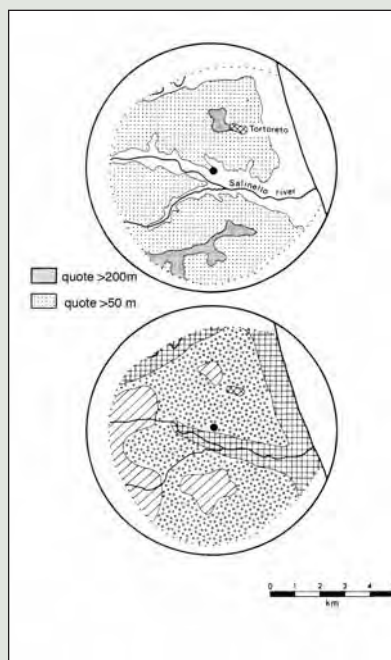 Tortoreto
Salinello river
quote >200m
quote >50 m
0 1 2 3 4
km